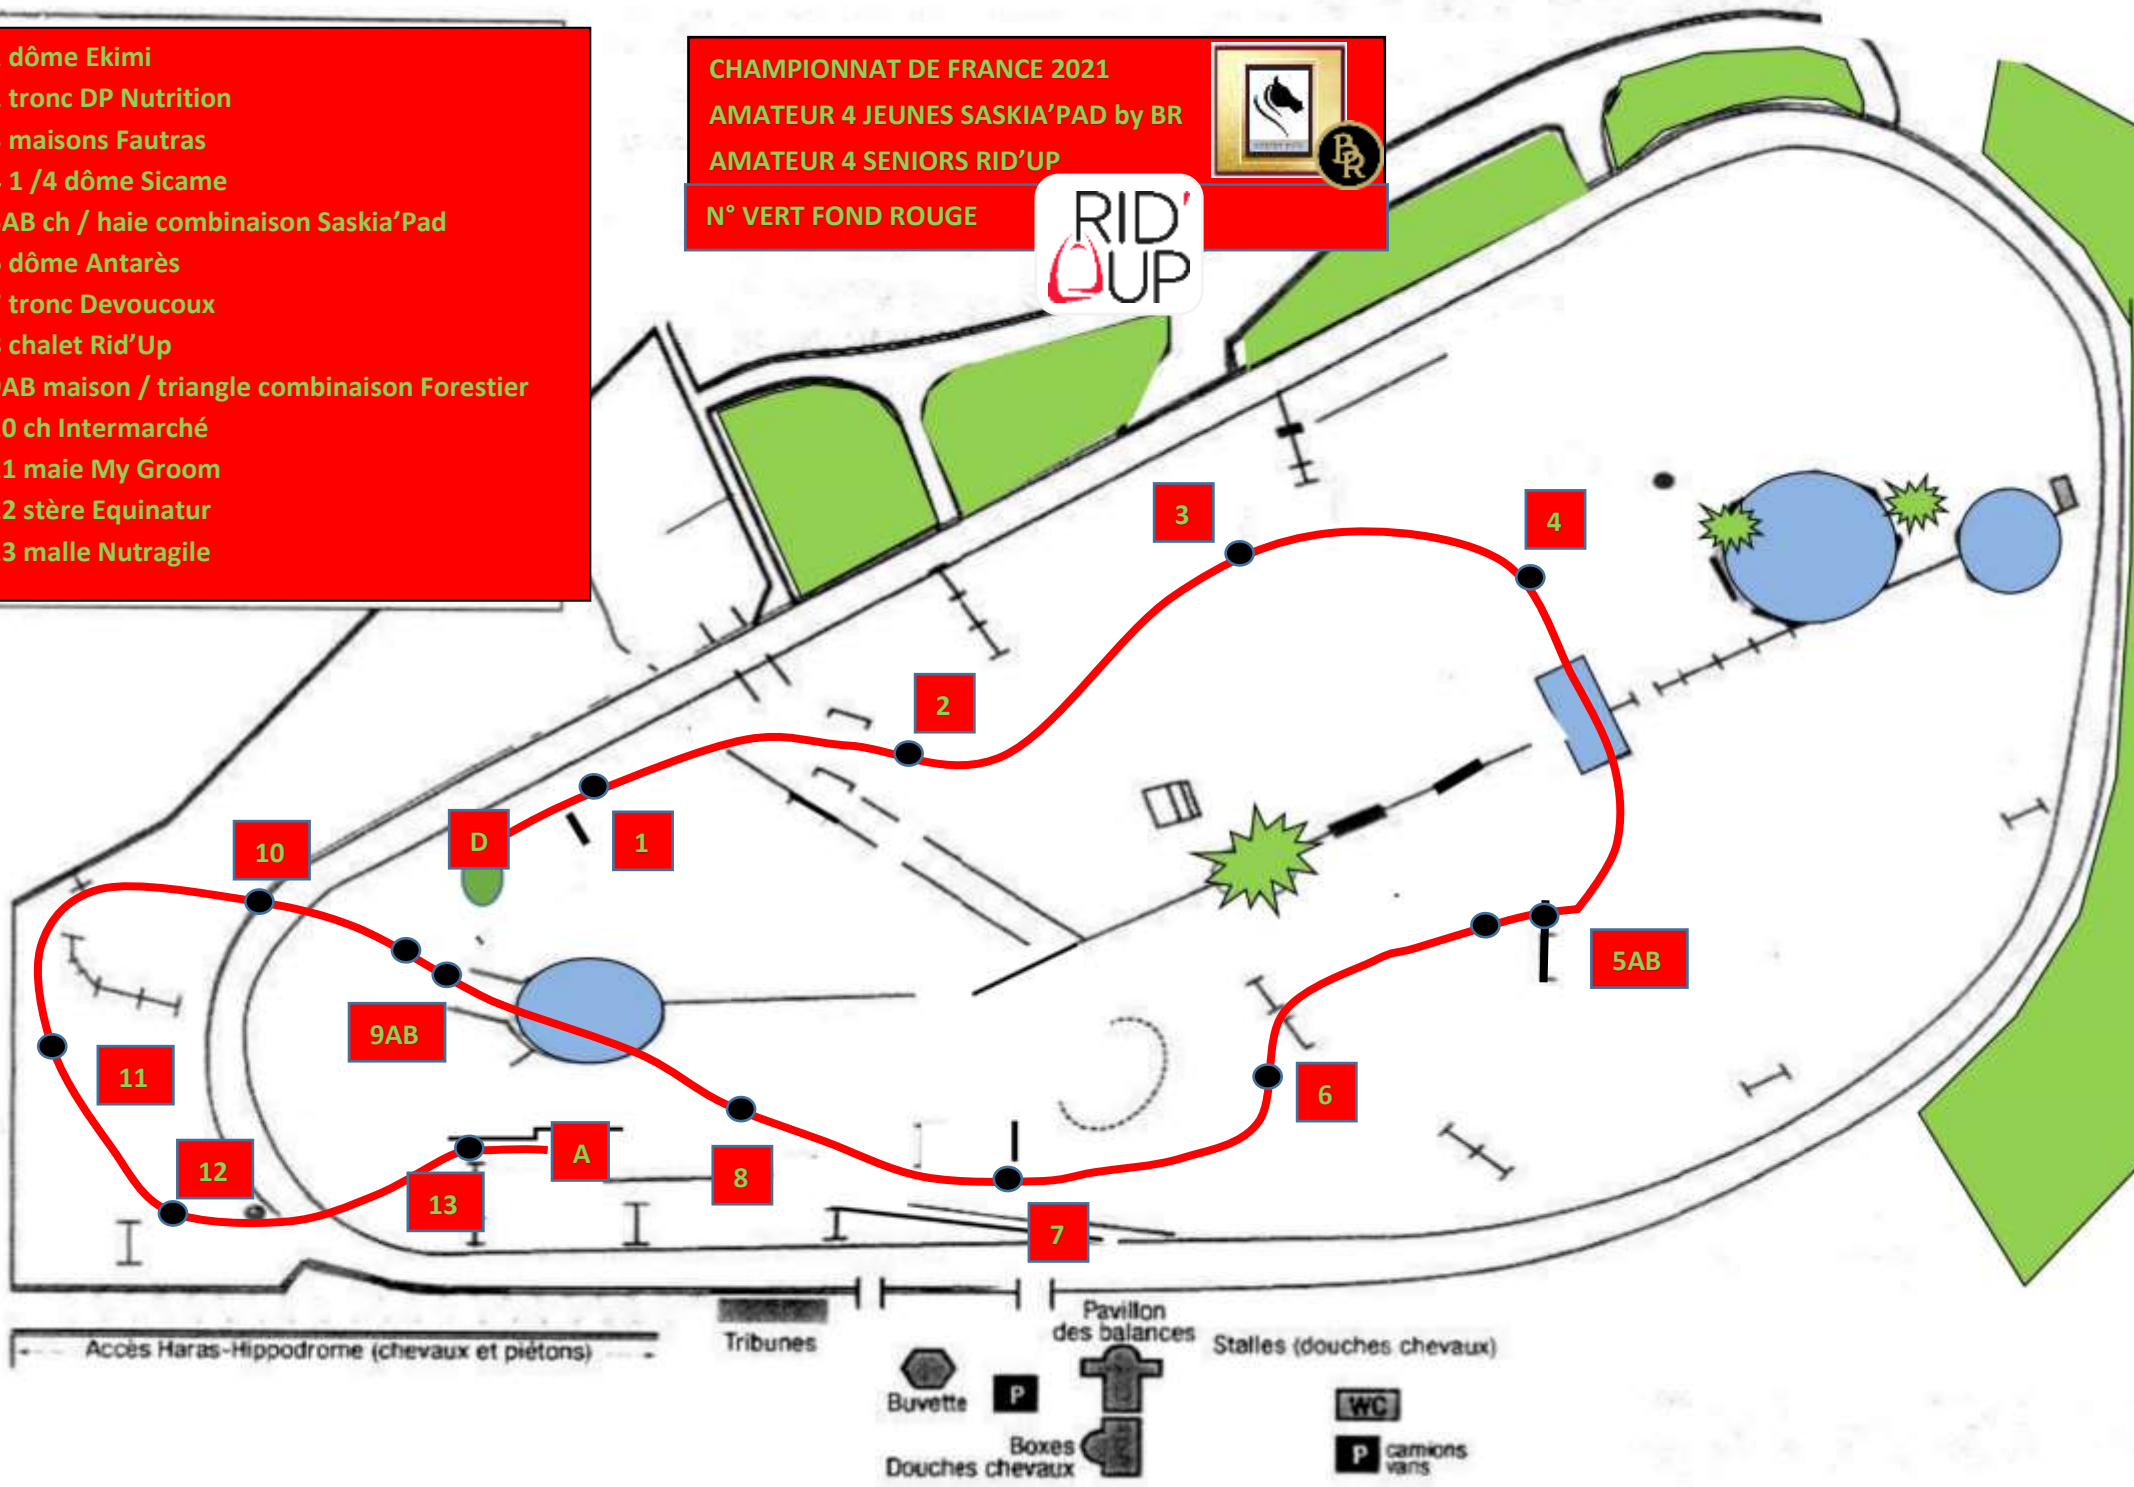 dôme Ekimi
tronc DP Nutrition
maisons Fautras
1 /4 dôme Sicame
AB ch / haie combinaison Saskia'Pad
dôme Antarès
tronc Devoucoux
chalet Rid'Up
AB maison / triangle combinaison Forestier
0 ch Intermarché
1 maie My Groom
2 stère Equinatur
3 malle Nutragile
CHAMPIONNAT DE FRANCE 2021
AMATEUR 4 JEUNES SASKIA'PAD by BR
AMATEUR 4 SENIORS RID'UP
N° VERT FOND ROUGE
RID'
UP
BR
3
4
2
D
1
10
5AB
9AB
11
6
12
A
8
13
7
Accès Haras-Hippodrome (chevaux et piétons)
Tribunes
Pavillon
des balances
Stalles (douches chevaux)
Buvette
P
WC
Boxes
Douches chevaux
P
camions
vans